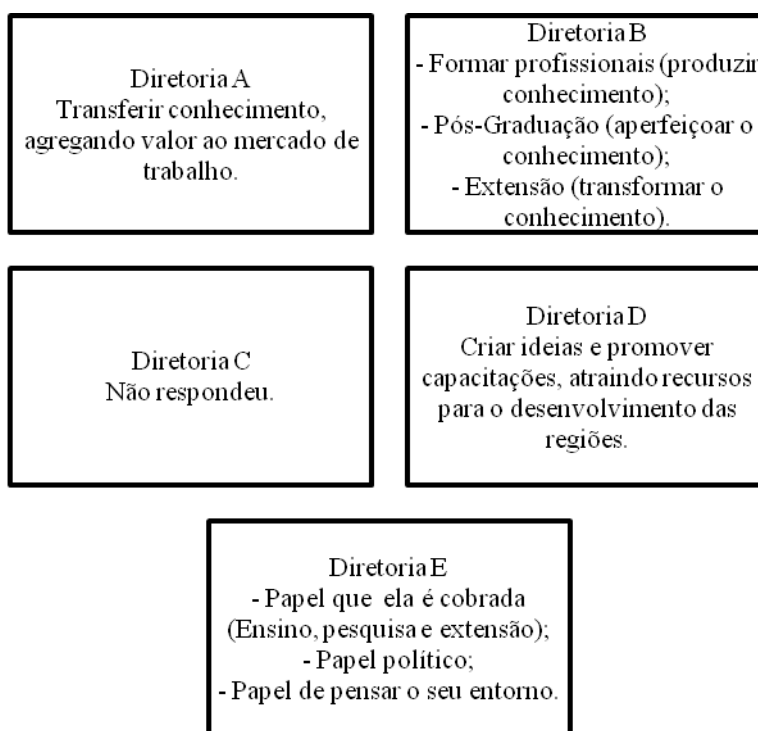 Diretoria A
Transferir conhecimento,
agregando valor ao mercado de
trabalho.
Diretoria B
- Formar profissionais (produzir
conhecimento);
- Pós-Graduação (aperfeiçoar o
conhecimento);
- Extensão (transformar o
conhecimento).
Diretoria C
Não respondeu.
Diretoria D
Criar ideias e promover
capacitações, atraindo recursos
para o desenvolvimento das
regiões.
Diretoria E
- Papel que ela é cobrada
(Ensino, pesquisa e extensão);
- Papel político;
- Papel de pensar o seu entorno.